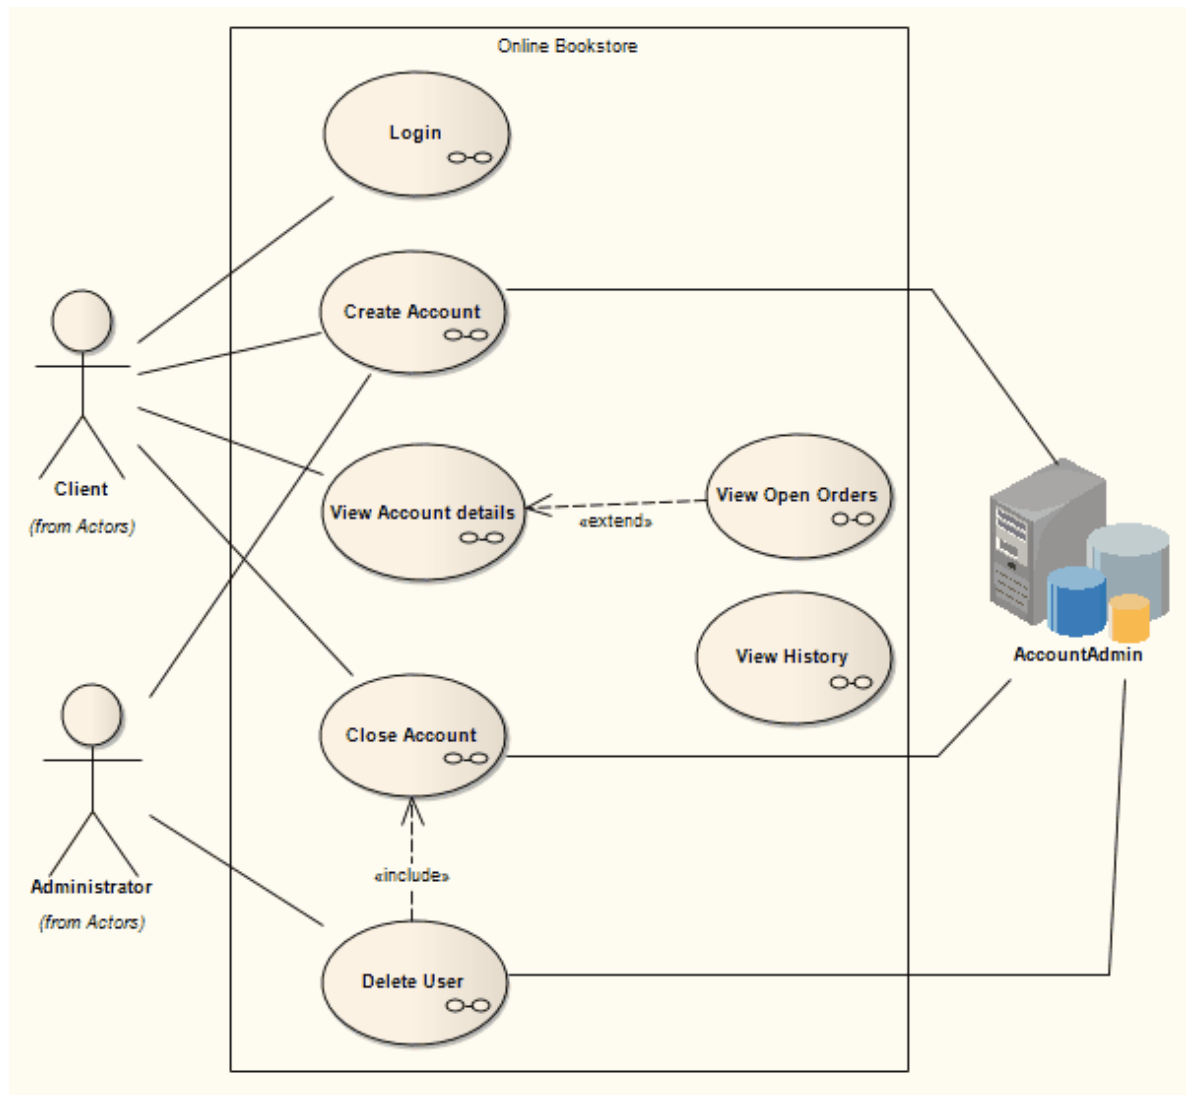 Online Bookstore
Login
Create Account
Client
(from Actors)
View Account details
«extend»
View Open Orders
View History
AccountAdmin
Close Account
Administrator
(from Actors)
«include»
Delete User